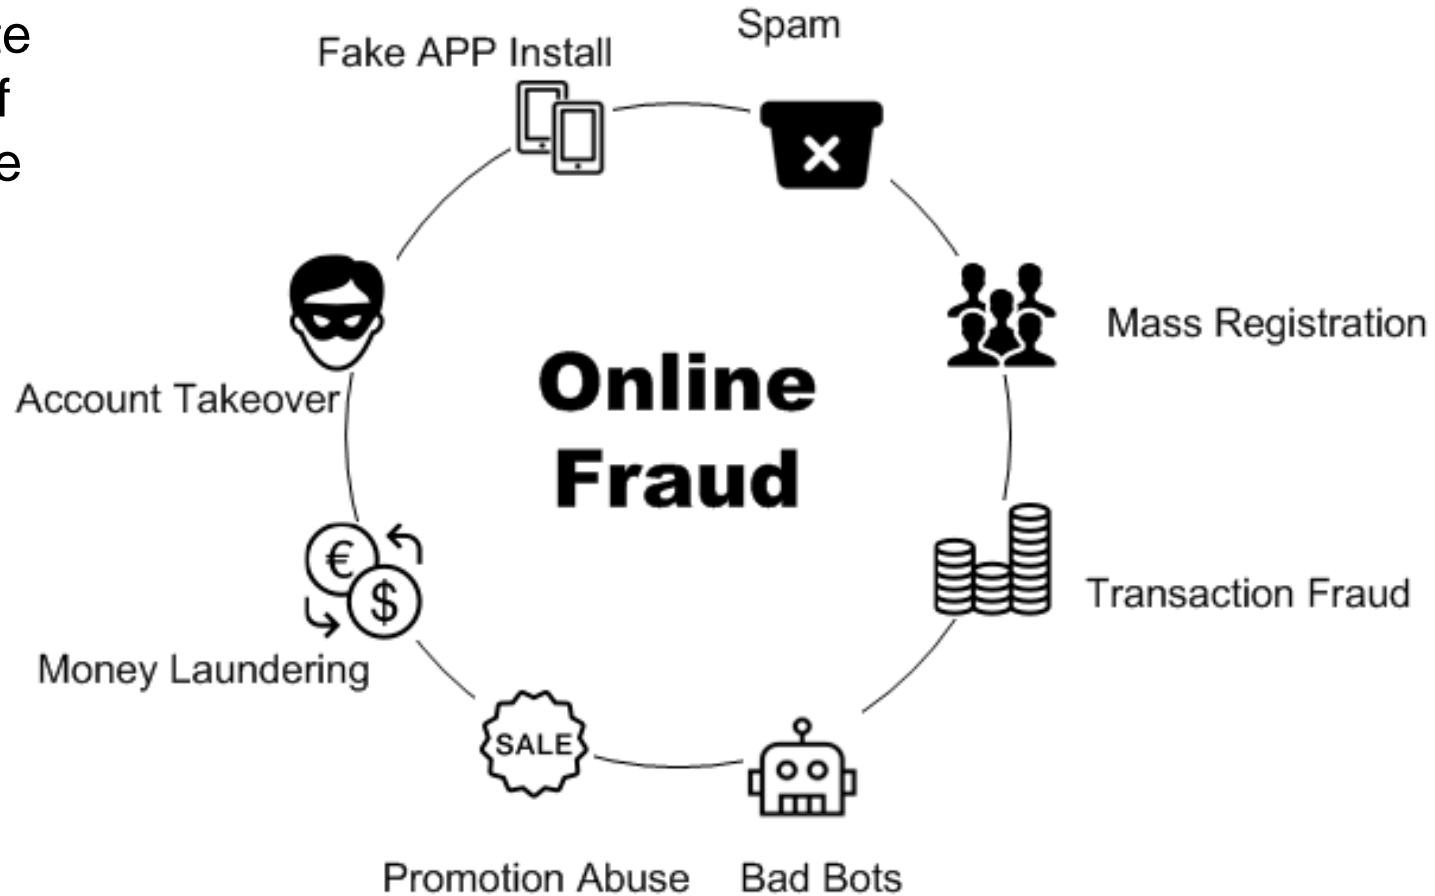 Spam
Fake APP Install
Mass Registration
Online
Fraud
Account Takeover
€
$
Transaction Fraud
Money Laundering
SALE
Promotion Abuse
Bad Bots